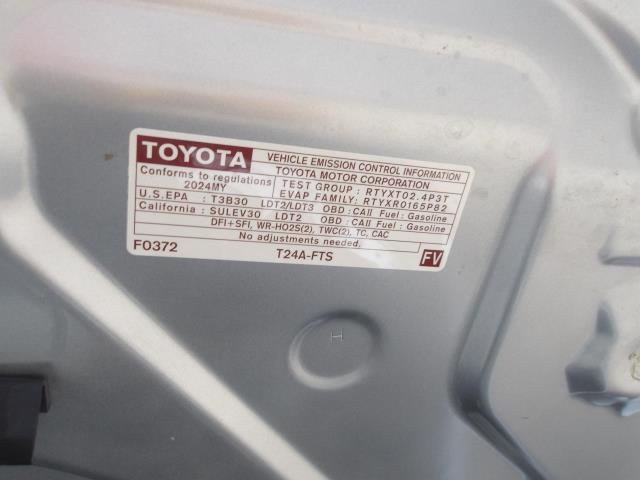 TOYOTA VEHICLE EMISSION CONTROL INFORMATION
TOYOTA MOTOR CORPORATION
Conforms to regulations
2024MY
TEST GROUP : RTYXT02.4P3T
EVAP FAMILY: RTYXR0165P82
U.S.EPA : T3B30 LDT2/LDT3 OBD : CAII Fuel : Gasoline
California : SULEV30 LDT2 OBD : CAII Fuel : Gasoline
DFI+SFI, WR-HO2S(2), TWC(2), TC, CAC
No adjustments needed.
F0372 T24A-FTS FV
H